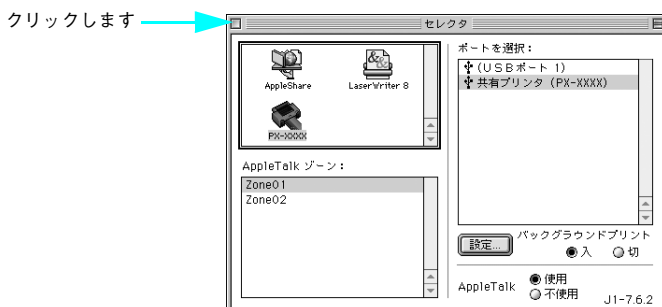 クリックします
セレクタ
AppleShare
LaserWriter 8
PX-XXXX
AppleTalk ゾーン：
Zone01
Zone02
ポートを選択：
(USBポート 1)
共有プリンタ (PX-XXXX)
設定...
バックグラウンドプリント
入 切
AppleTalk
使用
不使用
J1-7.6.2